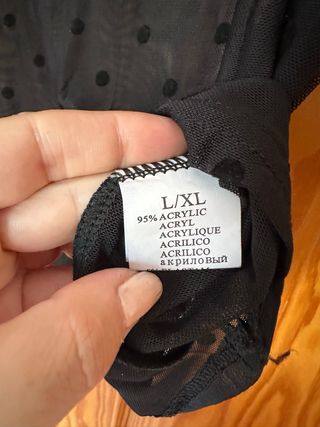 L/XL
95% ACRYLIC
ACRYL
ACRYLIQUE
ACRILICO
ACRILICO
акриловый